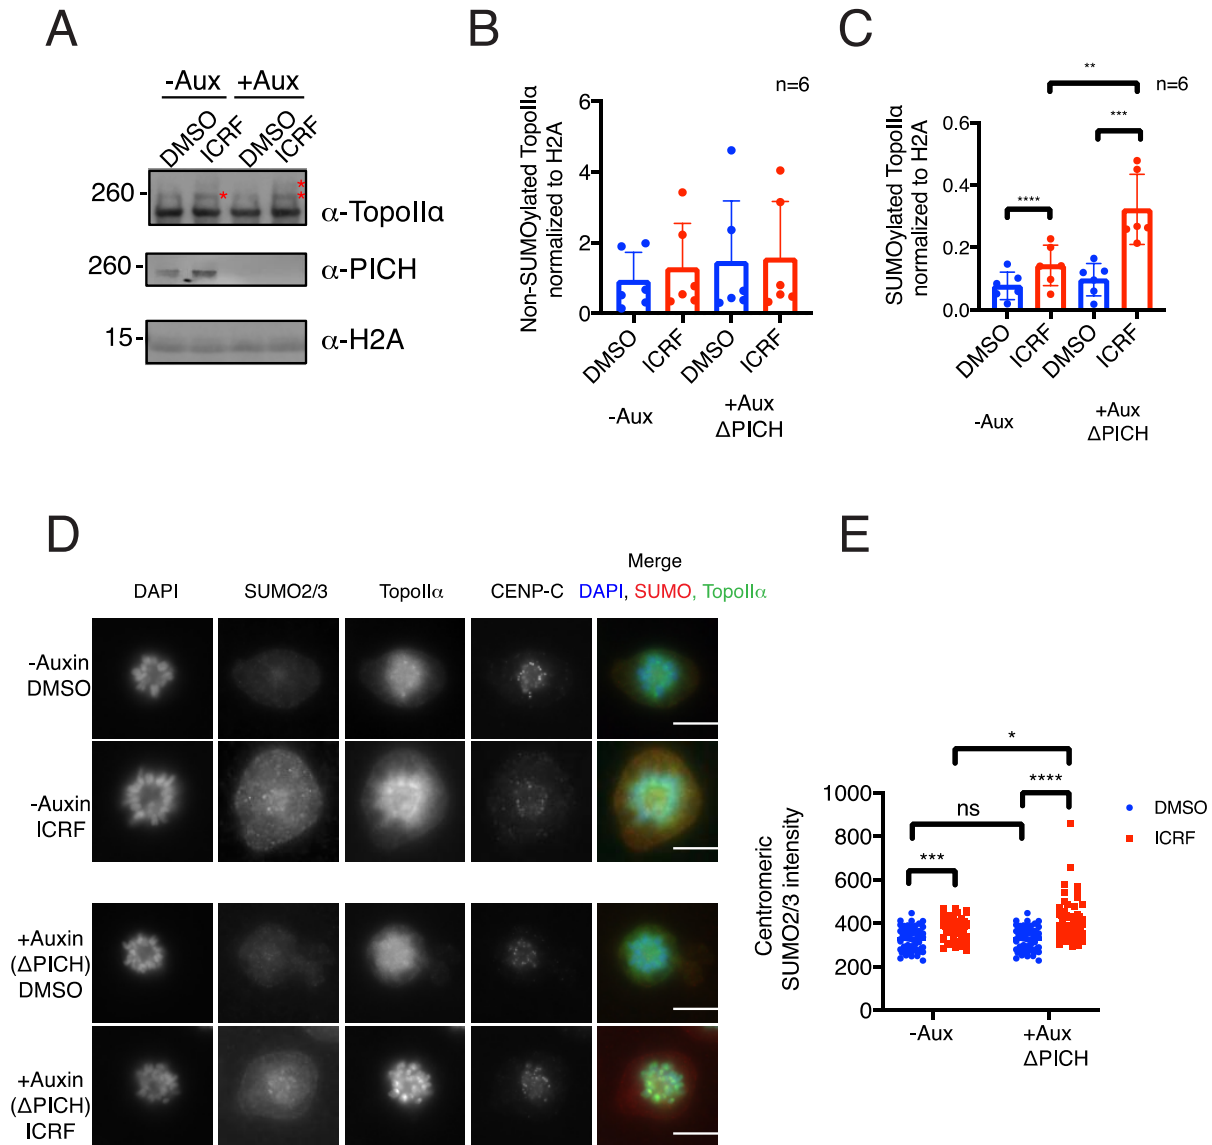 A
-Aux +Aux
DMSO ICRF DMSO ICRF
260 * * *
α-TopoIIα
260
α-PICH
15
α-H2A
B
n=6
Non-SUMOylated TopoIIα
normalized to H2A
6
4
2
0
DMSO ICRF DMSO ICRF
-Aux +Aux
ΔPICH
C
**
n=6
***
****
SUMOylated TopoIIα
normalized to H2A
0.6
0.4
0.2
0.0
DMSO ICRF DMSO ICRF
-Aux +Aux
ΔPICH
D
Merge
DAPI SUMO2/3 TopoIIα CENP-C DAPI, SUMO, TopoIIα
-Auxin
DMSO
-Auxin
ICRF
+Auxin
(ΔPICH)
DMSO
+Auxin
(ΔPICH)
ICRF
E
*
****
ns
***
DMSO
ICRF
Centromeric
SUMO2/3 intensity
1000
800
600
400
200
0
-Aux +Aux
ΔPICH